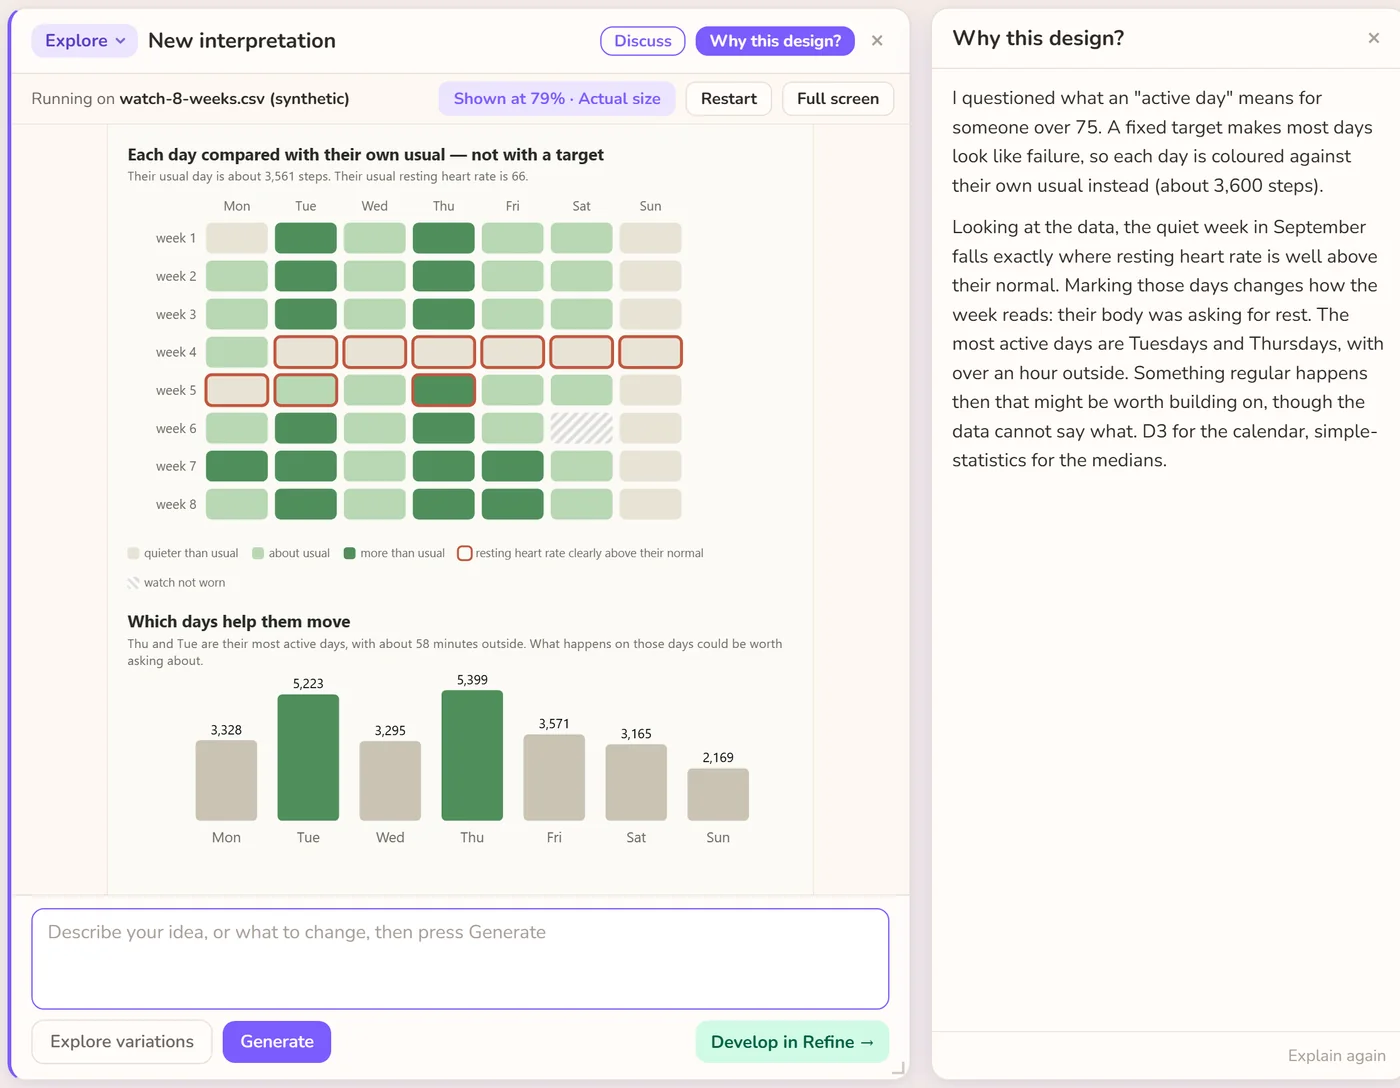 Explore
New interpretation
Discuss
Why this design?
×
Running on watch-8-weeks.csv (synthetic)
Shown at 79% · Actual size
Restart
Full screen
Each day compared with their own usual — not with a target
Their usual day is about 3,561 steps. Their usual resting heart rate is 66.
Mon Tue Wed Thu Fri Sat Sun
week 1
week 2
week 3
week 4
week 5
week 6
week 7
week 8
quieter than usual
about usual
more than usual
resting heart rate clearly above their normal
watch not worn
Which days help them move
Thu and Tue are their most active days, with about 58 minutes outside. What happens on those days could be worth
asking about.
3,328 5,223 3,295 5,399 3,571 3,165 2,169
Mon Tue Wed Thu Fri Sat Sun
Describe your idea, or what to change, then press Generate
Explore variations
Generate
Develop in Refine →
Why this design?
×
I questioned what an "active day" means for
someone over 75. A fixed target makes most days
look like failure, so each day is coloured against
their own usual instead (about 3,600 steps).
Looking at the data, the quiet week in September
falls exactly where resting heart rate is well above
their normal. Marking those days changes how the
week reads: their body was asking for rest. The
most active days are Tuesdays and Thursdays, with
over an hour outside. Something regular happens
then that might be worth building on, though the
data cannot say what. D3 for the calendar, simple-
statistics for the medians.
Explain again